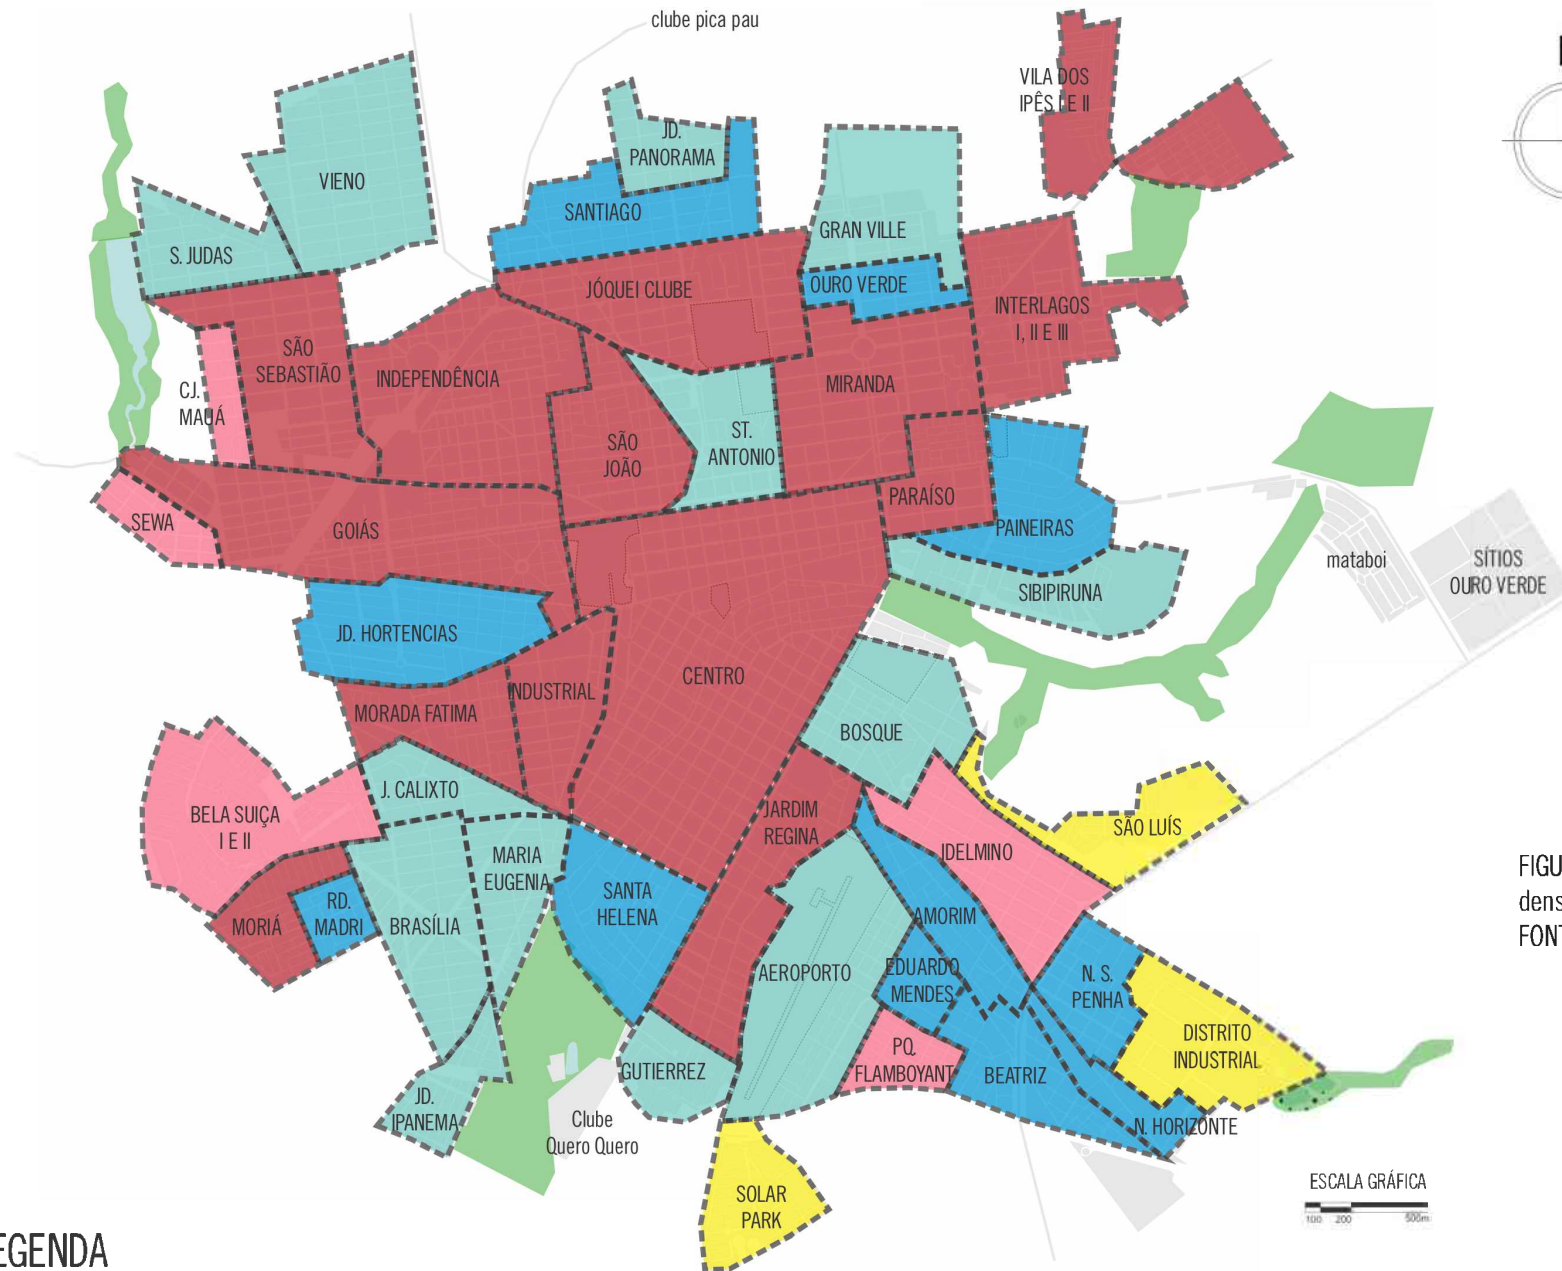 clube pica pau
VILA DOS
IPÊS I E II
JD.
PANORAMA
VIENO
SANTIAGO
S. JUDAS
GRAN VILLE
OURO VERDE
JÓQUEI CLUBE
INTERLAGOS
I, II E III
SÃO
SEBASTIÃO
INDEPENDÊNCIA
MIRANDA
CJ.
MAUÁ
SÃO
JOÃO
ST.
ANTONIO
PARAÍSO
SEWA
GOIÁS
PAINEIRAS
mataboi
SÍTIOS
OURO VERDE
SIBIPIRUNA
JD. HORTENCIAS
CENTRO
INDUSTRIAL
MORADA FATIMA
BOSQUE
J. CALIXTO
BELA SUIÇA
I E II
JARDIM
REGINA
SÃO LUÍS
IDELMINO
MARIA
EUGENIA
SANTA
HELENA
RD.
MADRI
MORIÁ
BRASÍLIA
AMORIM
AEROPORTO
EDUARDO
MENDES
N. S.
PENHA
DISTRITO
INDUSTRIAL
PQ.
FLAMBOYANT
BEATRIZ
GUTIERREZ
JD.
IPANEMA
Clube
Quero Quero
N. HORIZONTE
SOLAR
PARK
ESCALA GRÁFICA
100 200 500m
FIGU
dens
FONT
EGENDA